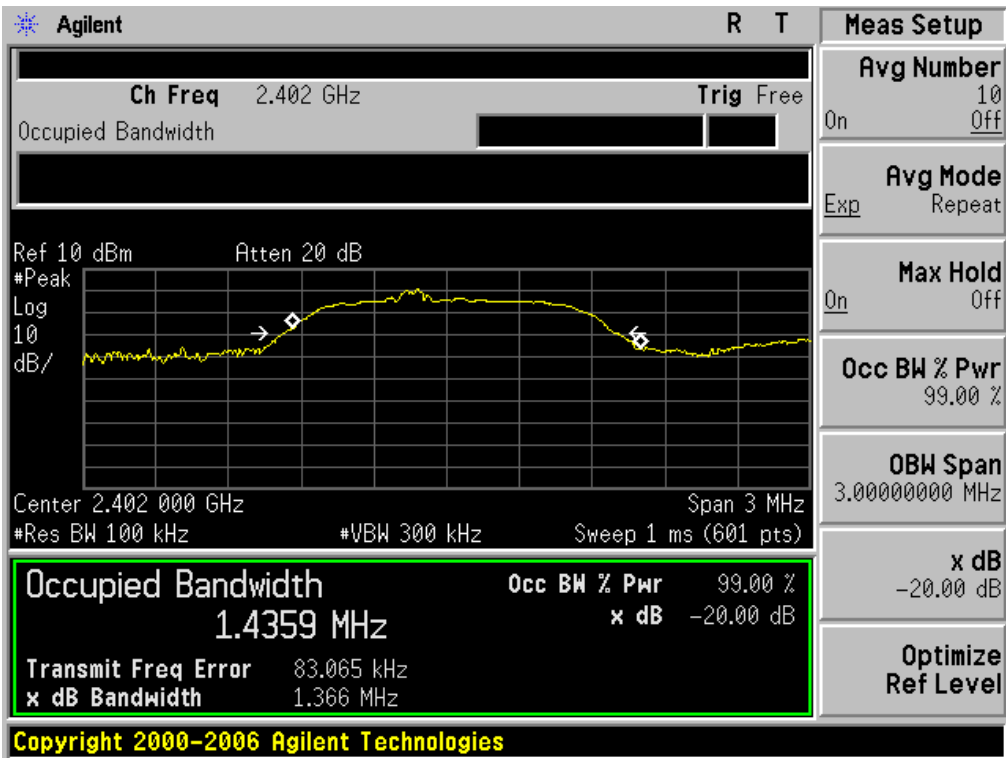 Agilent R T
Ch Freq 2.402 GHz Trig Free
Occupied Bandwidth
Ref 10 dBm Atten 20 dB
#Peak
Log
10
dB/
Center 2.402 000 GHz Span 3 MHz
#Res BW 100 kHz #VBW 300 kHz Sweep 1 ms (601 pts)
Occupied Bandwidth Occ BW % Pwr 99.00 %
1.4359 MHz x dB -20.00 dB
Transmit Freq Error 83.065 kHz
x dB Bandwidth 1.366 MHz
Copyright 2000-2006 Agilent Technologies
Meas Setup
Avg Number
10
On Off
Avg Mode
Exp Repeat
Max Hold
On Off
Occ BW % Pwr
99.00 %
OBW Span
3.00000000 MHz
x dB
-20.00 dB
Optimize
Ref Level